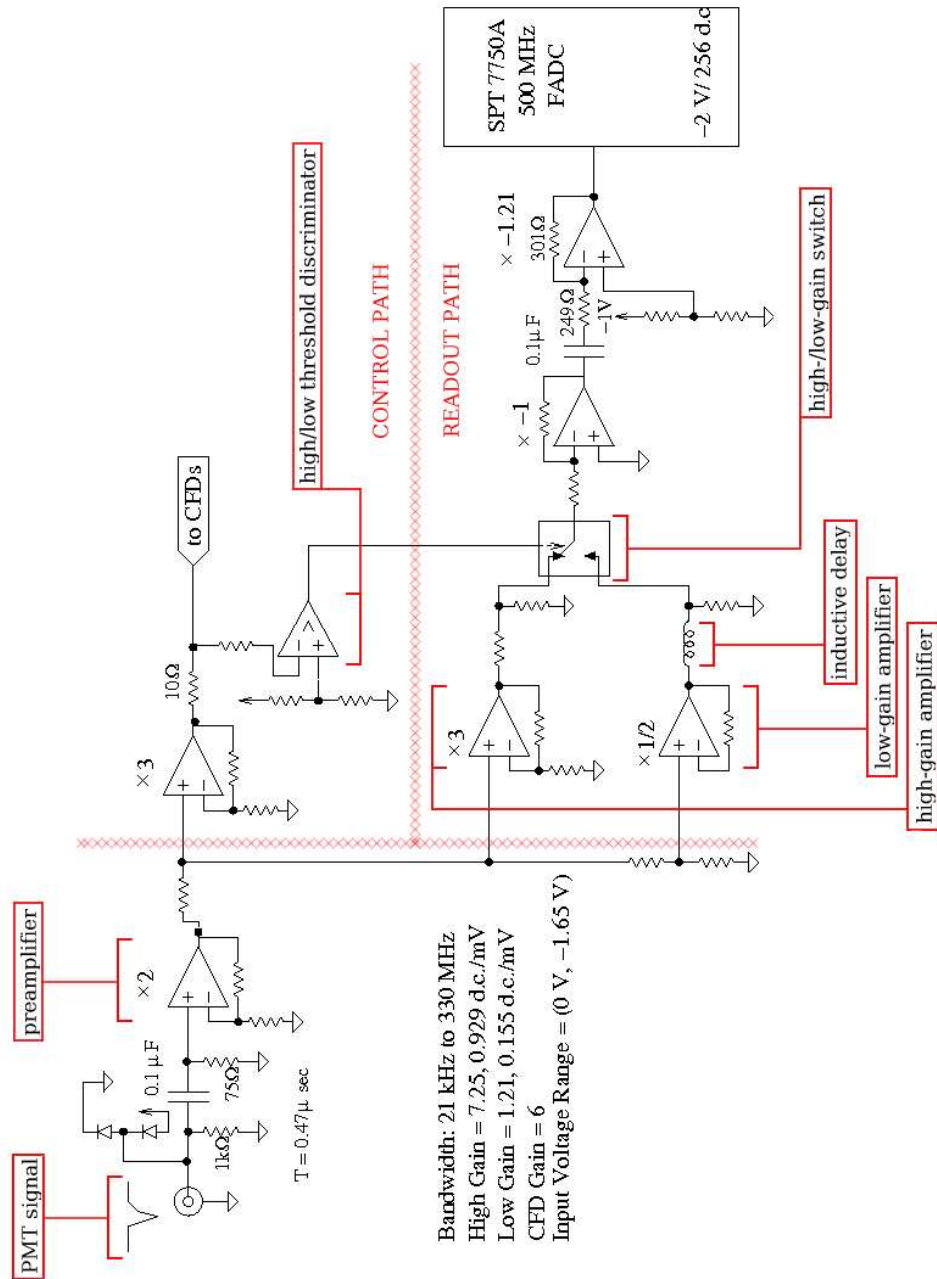 PMT signal
preamplifier
×2
0.1 μF
75Ω
1kΩ
T = 0.47μ sec
×3
10Ω
to CFDs
high/low threshold discriminator
CONTROL PATH
READOUT PATH
×3
×1/2
× −1
0.1μF
249Ω
−1V
× −1.21
301Ω
SPT 7750A
500 MHz
FADC
−2 V/ 256 d.c
high-/low-gain switch
inductive delay
low-gain amplifier
high-gain amplifier
Bandwidth: 21 kHz to 330 MHz
High Gain = 7.25, 0.929 d.c./mV
Low Gain = 1.21, 0.155 d.c./mV
CFD Gain = 6
Input Voltage Range = (0 V, −1.65 V)